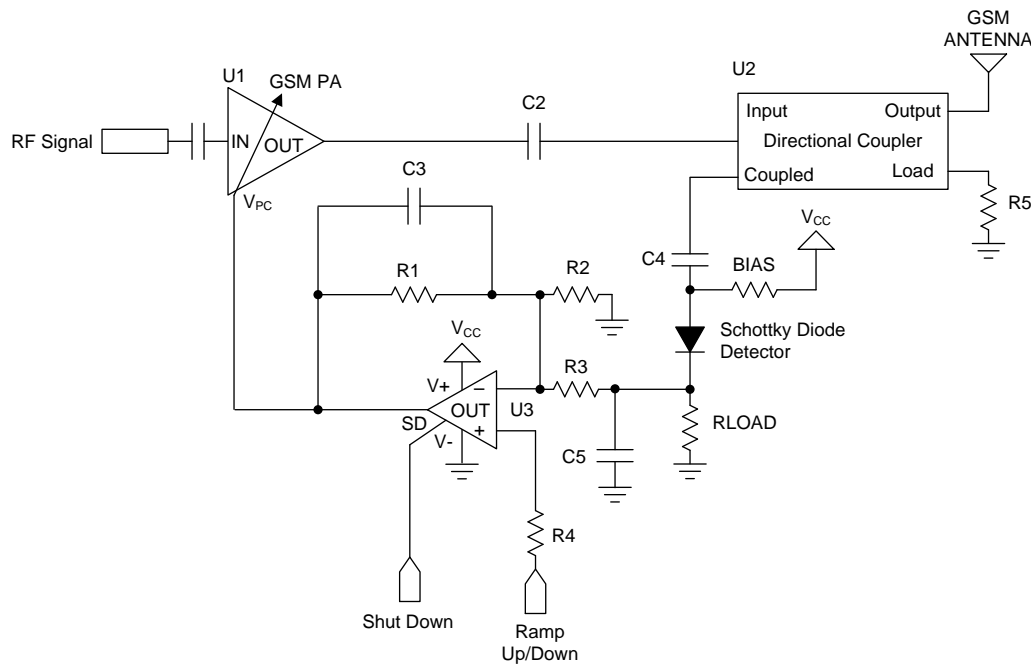 GSM
ANTENNA
U1
GSM PA
U2
C2
Input
Output
Directional Coupler
Coupled
Load
RF Signal
IN
OUT
VPC
C3
R5
VCC
C4
BIAS
R1
R2
Schottky Diode
Detector
VCC
V+
−
R3
OUT
U3
SD
+
V-
C5
RLOAD
R4
Shut Down
Ramp
Up/Down